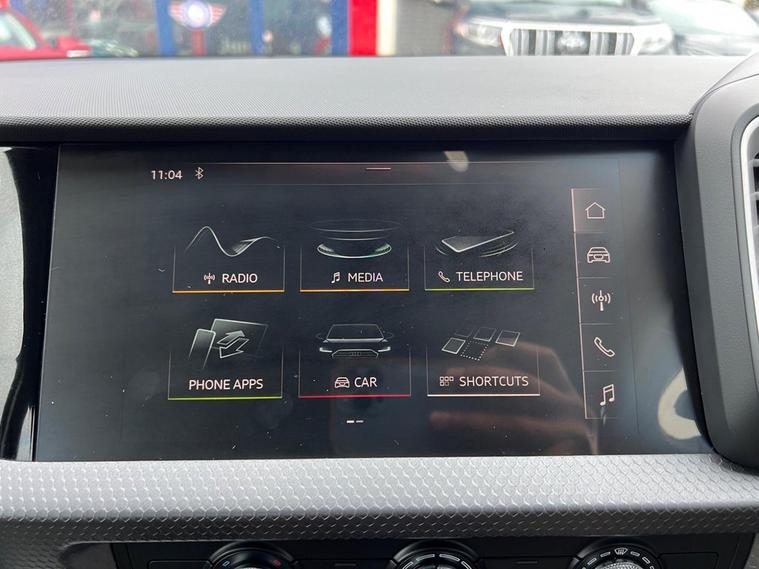 11:04
RADIO
MEDIA
TELEPHONE
PHONE APPS
CAR
SHORTCUTS